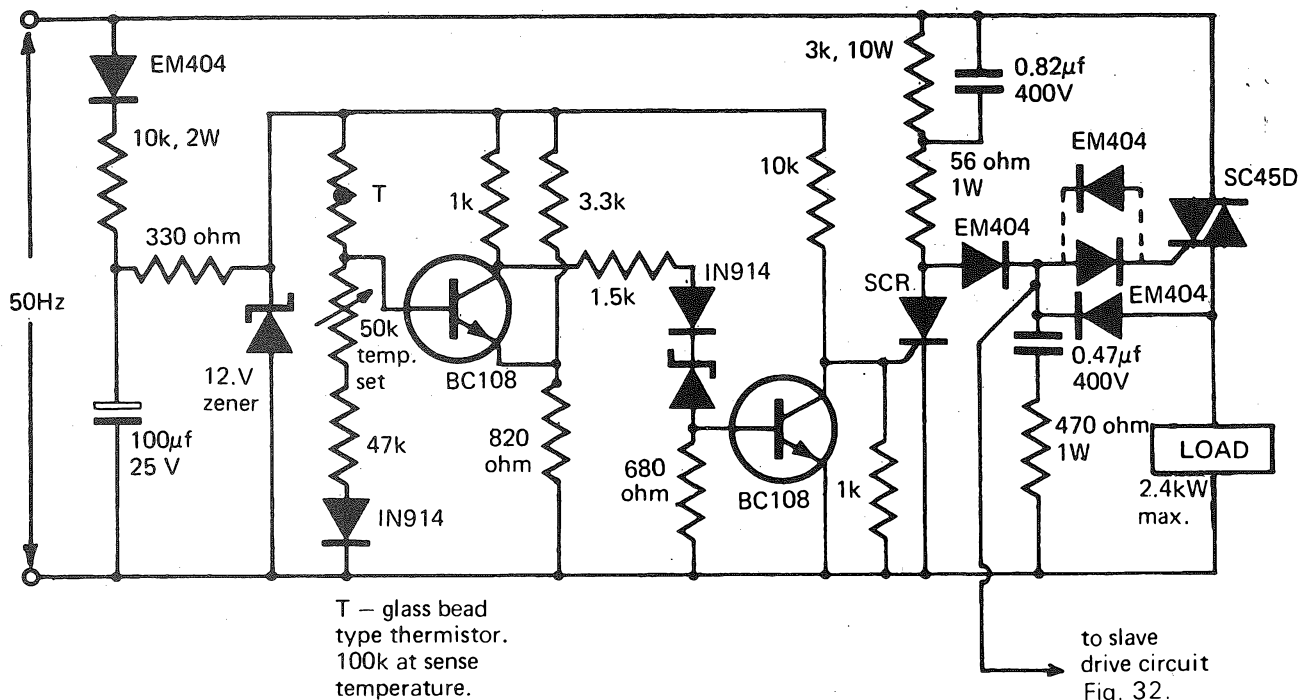 EM404
10k, 2W
330 ohm
50Hz
12.V
zener
100µf
25 V
T
50k
temp.
set
47k
IN914
1k
3.3k
BC108
820
ohm
1.5k
IN914
680
ohm
BC108
10k
1k
SCR.
3k, 10W
0.82µf
400V
56 ohm
1W
EM404
EM404
SC45D
EM404
0.47µf
400V
470 ohm
1W
LOAD
2.4kW
max.
T – glass bead
type thermistor.
100k at sense
temperature.
to slave
drive circuit
Fig. 32.